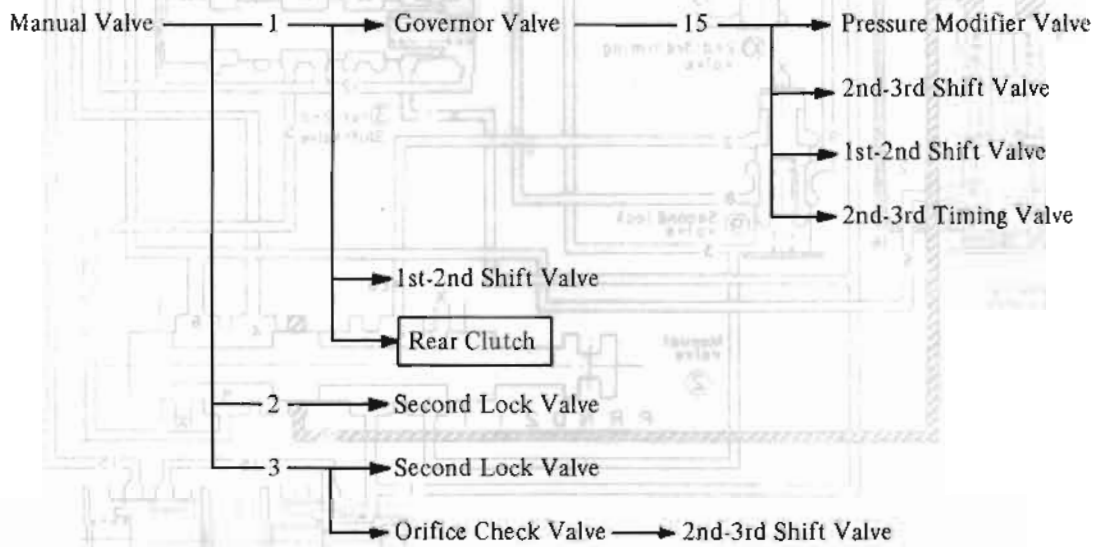 Manual Valve 1 Governor Valve 15 Pressure Modifier Valve
2nd-3rd Shift Valve
1st-2nd Shift Valve
2nd-3rd Timing Valve
1st-2nd Shift Valve
Rear Clutch
2 Second Lock Valve
3 Second Lock Valve
Orifice Check Valve 2nd-3rd Shift Valve